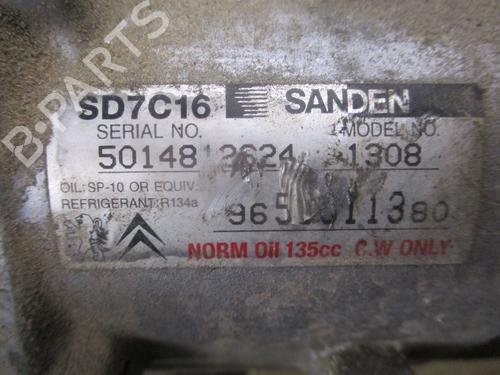 B-PARTS
SD7C16 SANDEN
SERIAL NO. MODEL NO.
1308
OIL: SP-10 OR EQUIV.
REFRIGERANT: R134a
NORM Oil 135cc C.W ONLY